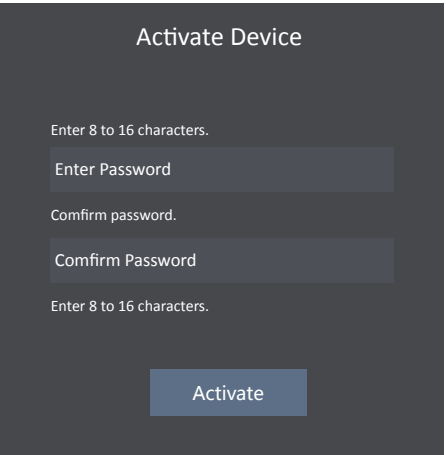 Activate Device
Enter 8 to 16 characters.
Enter Password
Comfirm password.
Comfirm Password
Enter 8 to 16 characters.
Activate